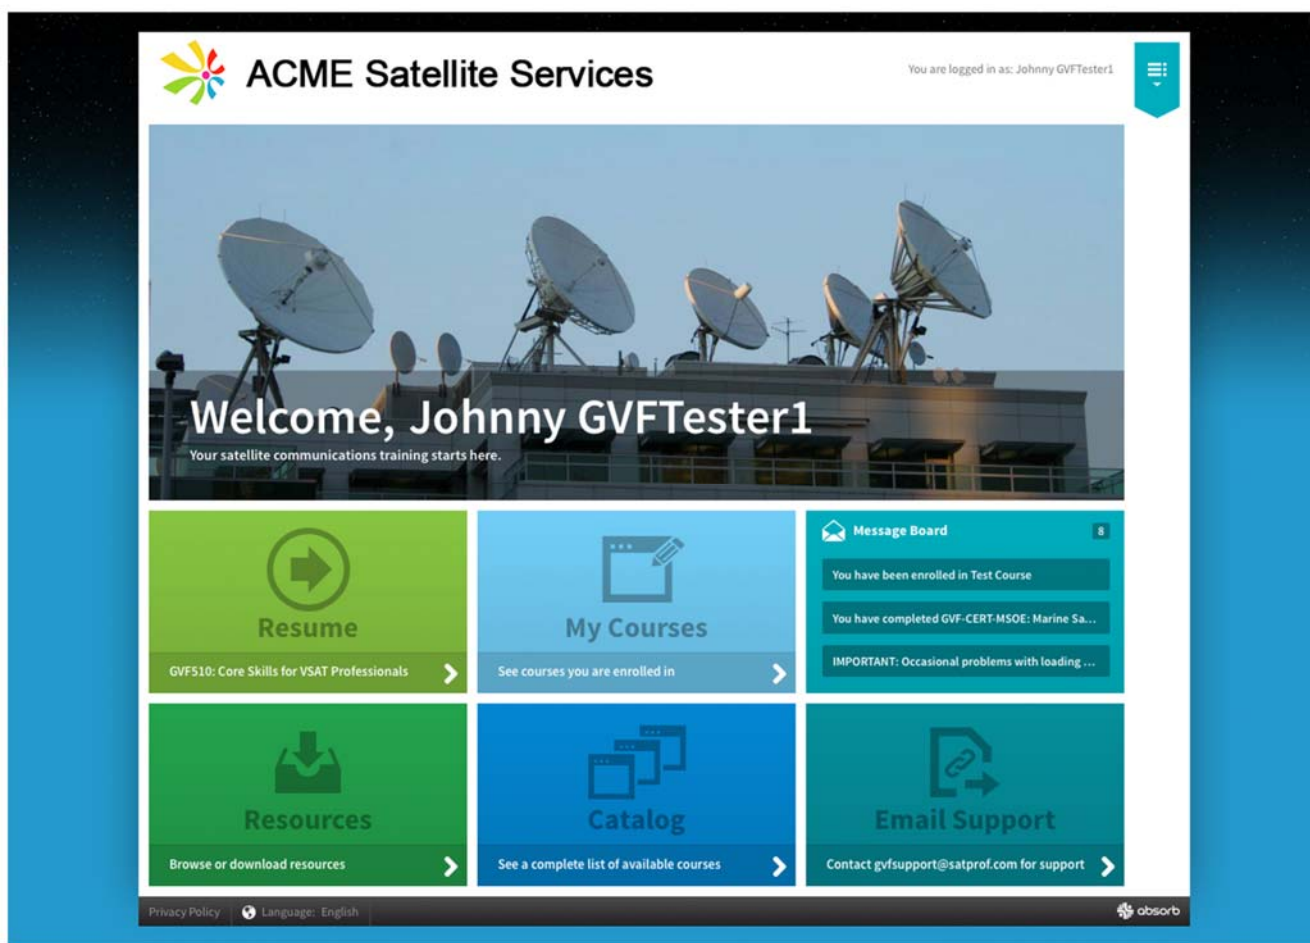 ACME Satellite Services
You are logged in as: Johnny GVFTester1
Welcome, Johnny GVFTester1
Your satellite communications training starts here.
Resume
GVF510: Core Skills for VSAT Professionals
My Courses
See courses you are enrolled in
Message Board
8
You have been enrolled in Test Course
You have completed GVF-CERT-MSOE: Marine Sa...
IMPORTANT: Occasional problems with loading ...
Resources
Browse or download resources
Catalog
See a complete list of available courses
Email Support
Contact gvfsupport@satprof.com for support
Privacy Policy
Language: English
absorb